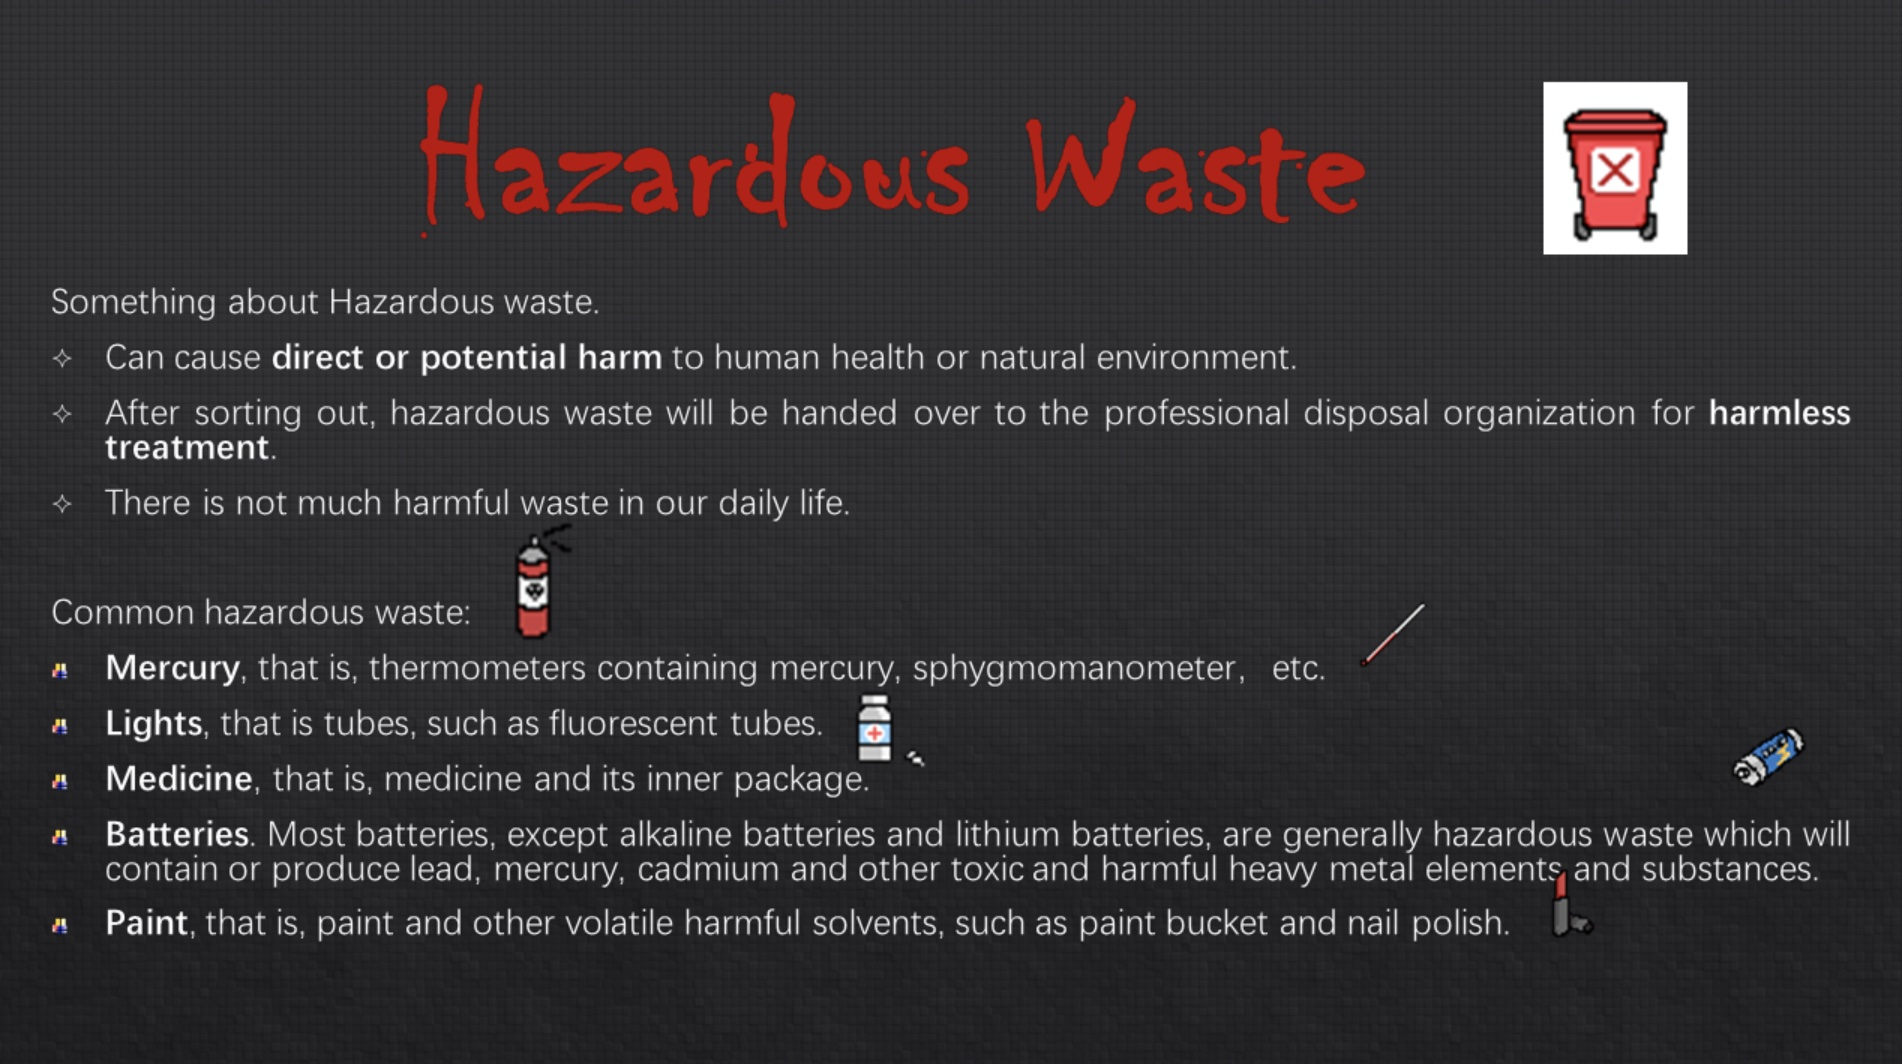 Hazardous Waste
Something about Hazardous waste.
Can cause direct or potential harm to human health or natural environment.
After sorting out, hazardous waste will be handed over to the professional disposal organization for harmless
treatment.
There is not much harmful waste in our daily life.
Common hazardous waste:
Mercury, that is, thermometers containing mercury, sphygmomanometer, etc.
Lights, that is tubes, such as fluorescent tubes.
Medicine, that is, medicine and its inner package.
Batteries. Most batteries, except alkaline batteries and lithium batteries, are generally hazardous waste which will
contain or produce lead, mercury, cadmium and other toxic and harmful heavy metal elements and substances.
Paint, that is, paint and other volatile harmful solvents, such as paint bucket and nail polish.